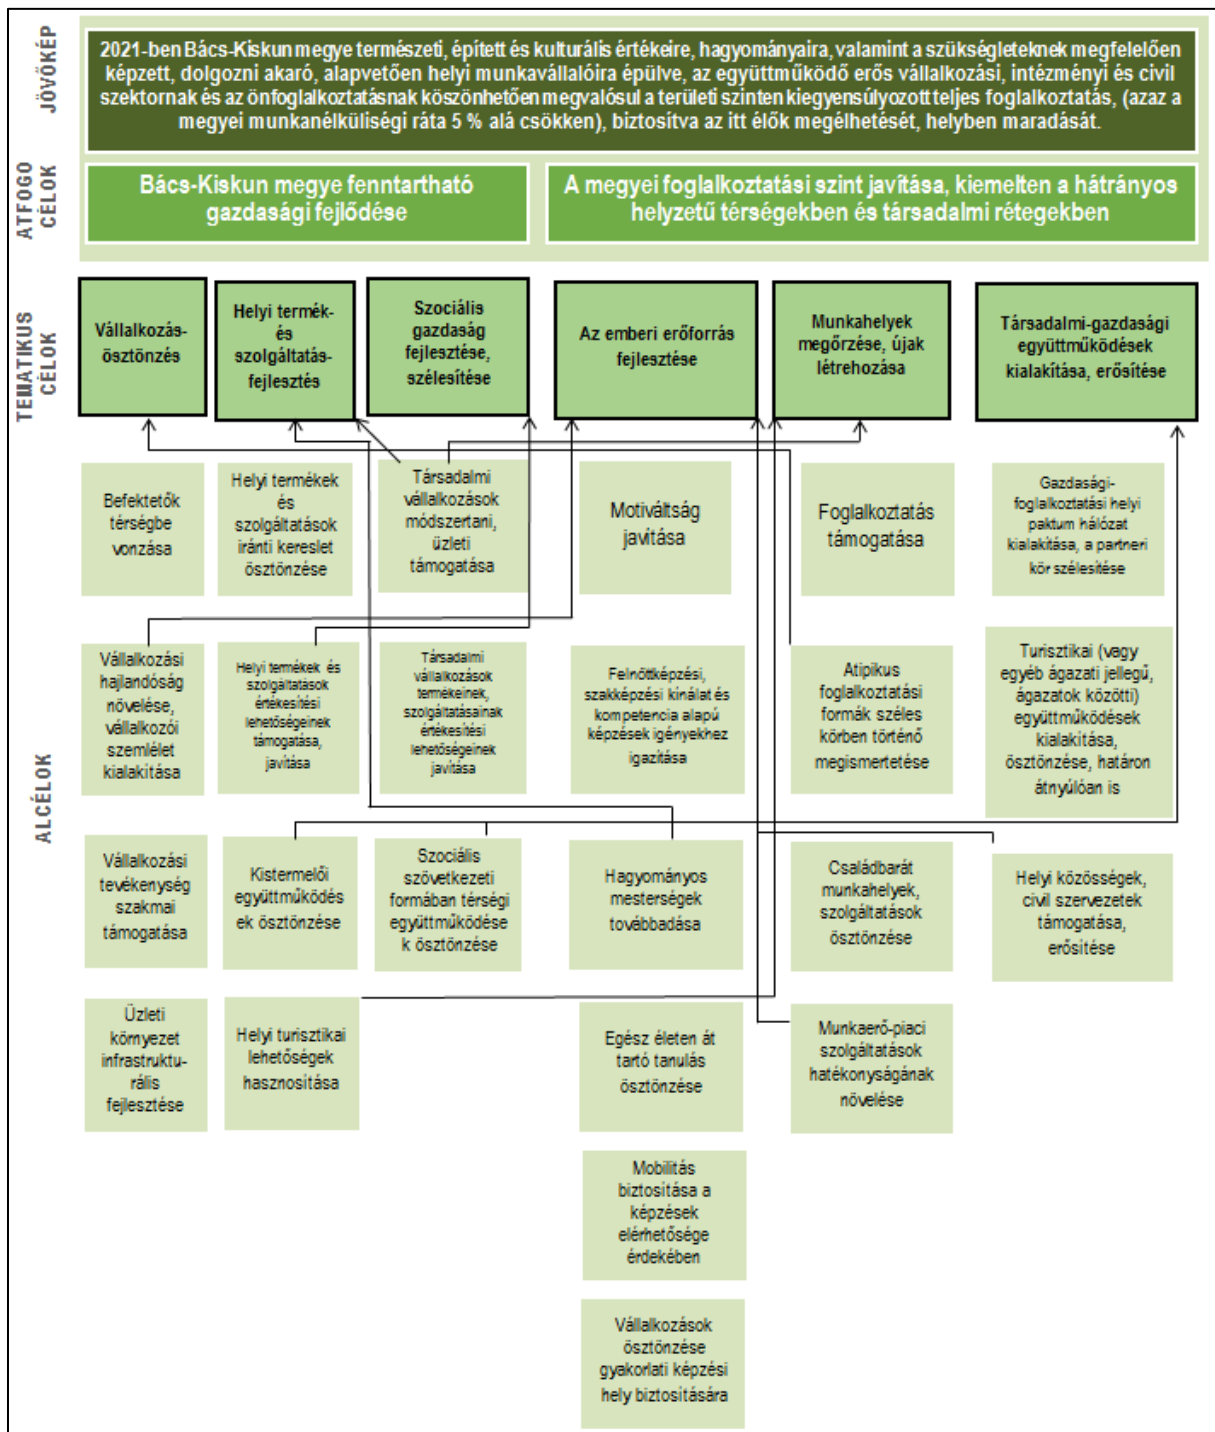 JÖVŐKÉP
2021-ben Bács-Kiskun megye természeti, épített és kulturális értékeire, hagyományaira, valamint a szükségleteknek megfelelően
képzett, dolgozni akaró, alapvetően helyi munkavállalóira épülve, az együttműködő erős vállalkozási, intézményi és civil
szektornak és az önfoglalkoztatásnak köszönhetően megvalósul a területi szinten kiegyensúlyozott teljes foglalkoztatás, (azaz a
megyei munkanélküliségi ráta 5 % alá csökken), biztosítva az itt élők megélhetését, helyben maradását.
ÁTFOGO
CÉLOK
Bács-Kiskun megye fenntartható
gazdasági fejlődése
A megyei foglalkoztatási szint javítása, kiemelten a hátrányos
helyzetű térségekben és társadalmi rétegekben
TEMATIKUS
CÉLOK
Vállalkozás-
ösztönzés
Helyi termék-
és
szolgáltatás-
fejlesztés
Szociális
gazdaság
fejlesztése,
szélesítése
Az emberi erőforrás
fejlesztése
Munkahelyek
megőrzése, újak
létrehozása
Társadalmi-gazdasági
együttműködések
kialakítása, erősítése
ALCÉLOK
Befektetők
térségbe
vonzása
Helyi termékek
és
szolgáltatások
iránti kereslet
ösztönzése
Társadalmi
vállalkozások
módszertani,
üzleti
támogatása
Motiváltság
javítása
Foglalkoztatás
támogatása
Gazdasági-
foglalkoztatási helyi
paktum hálózat
kialakítása, a partneri
kör szélesítése
Vállalkozási
hajlandóság
növelése,
vállalkozói
szemlélet
kialakítása
Helyi termékek és
szolgáltatások
értékesítési
lehetőségeinek
támogatása,
javítása
Társadalmi
vállalkozások
termékeinek,
szolgáltatásainak
értékesítési
lehetőségeinek
javítása
Felnőttképzési,
szakképzési kínálat és
kompetencia alapú
képzések igényekhez
igazítása
Atipikus
foglalkoztatási
formák széles
körben történő
megismertetése
Turisztikai (vagy
egyéb ágazati jellegű,
ágazatok közötti)
együttműködések
kialakítása,
ösztönzése, határon
átnyúlóan is
Vállalkozási
tevékenység
szakmai
támogatása
Kistermelői
együttműködés
ek ösztönzése
Szociális
szövetkezeti
formában térségi
együttműködése
k ösztönzése
Hagyományos
mesterségek
továbbadása
Családbarát
munkahelyek,
szolgáltatások
ösztönzése
Helyi közösségek,
civil szervezetek
támogatása,
erősítése
Üzleti
környezet
infrastruktu-
rális
fejlesztése
Helyi turisztikai
lehetőségek
hasznosítása
Egész életen át
tartó tanulás
ösztönzése
Munkaerő-piaci
szolgáltatások
hatékonyságának
növelése
Mobilitás
biztosítása a
képzések
elérhetősége
érdekében
Vállalkozások
ösztönzése
gyakorlati képzési
hely biztosítására